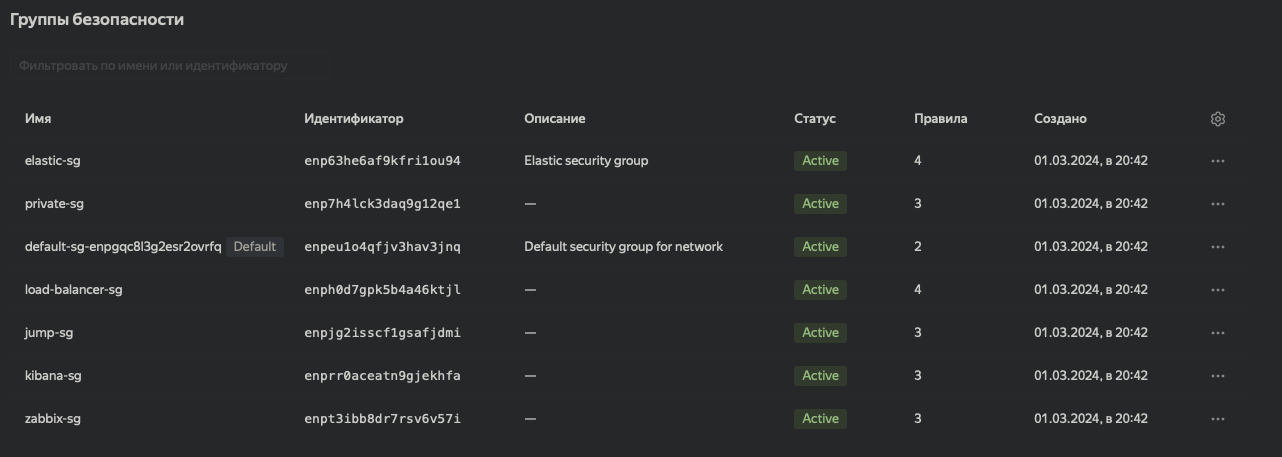 Группы безопасности
Фильтровать по имени или идентификатору
Имя Идентификатор Описание Статус Правила Создано
elastic-sg enp63he6af9kfri1ou94 Elastic security group Active 4 01.03.2024, в 20:42
private-sg enp7h4lck3daq9g12qe1 — Active 3 01.03.2024, в 20:42
default-sg-enpgqc8l3g2esr2ovrfq Default enpeu1o4qfjv3hav3jnq Default security group for network Active 2 01.03.2024, в 20:42
load-balancer-sg enph0d7gpk5b4a46ktjl — Active 4 01.03.2024, в 20:42
jump-sg enpjg2isscf1gsafjdmi — Active 3 01.03.2024, в 20:42
kibana-sg enprr0aceatn9gjekhfa — Active 3 01.03.2024, в 20:42
zabbix-sg enpt3ibb8dr7rsv6v57i — Active 3 01.03.2024, в 20:42